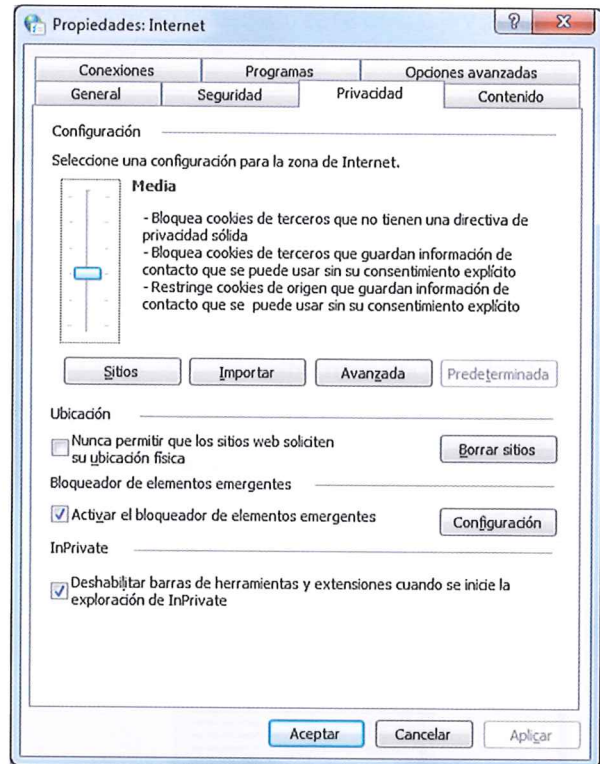 Propiedades: Internet
Conexiones
Programas
Opciones avanzadas
General
Seguridad
Privacidad
Contenido
Configuración
Seleccione una configuración para la zona de Internet.
Media
- Bloquea cookies de terceros que no tienen una directiva de
privacidad sólida
- Bloquea cookies de terceros que guardan información de
contacto que se puede usar sin su consentimiento explícito
- Restringe cookies de origen que guardan información de
contacto que se puede usar sin su consentimiento explícito
Sitios
Importar
Avanzada
Predeterminada
Ubicación
Nunca permitir que los sitios web soliciten
su ubicación física
Borrar sitios
Bloqueador de elementos emergentes
Activar el bloqueador de elementos emergentes
Configuración
InPrivate
Deshabilitar barras de herramientas y extensiones cuando se inicie la
exploración de InPrivate
Aceptar
Cancelar
Aplicar